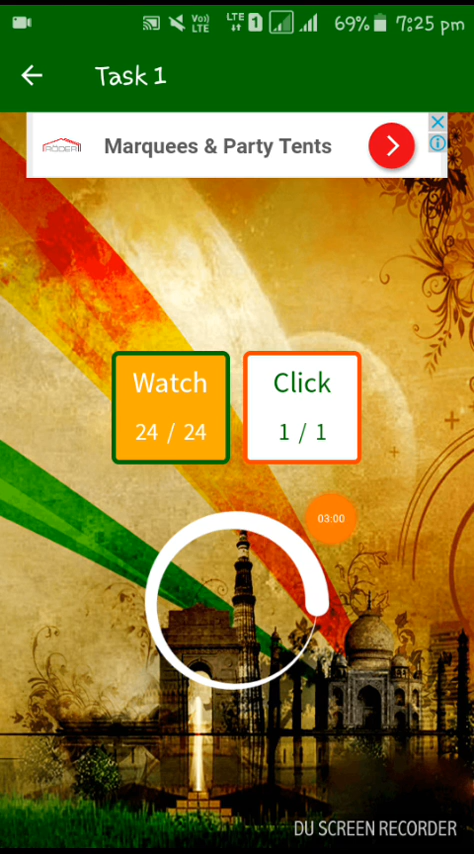 Vo)) LTE LTE 1 69% 7:25 pm
Task 1
RÖDER Marquees & Party Tents
Watch Click
24 / 24 1 / 1
03:00
DU SCREEN RECORDER